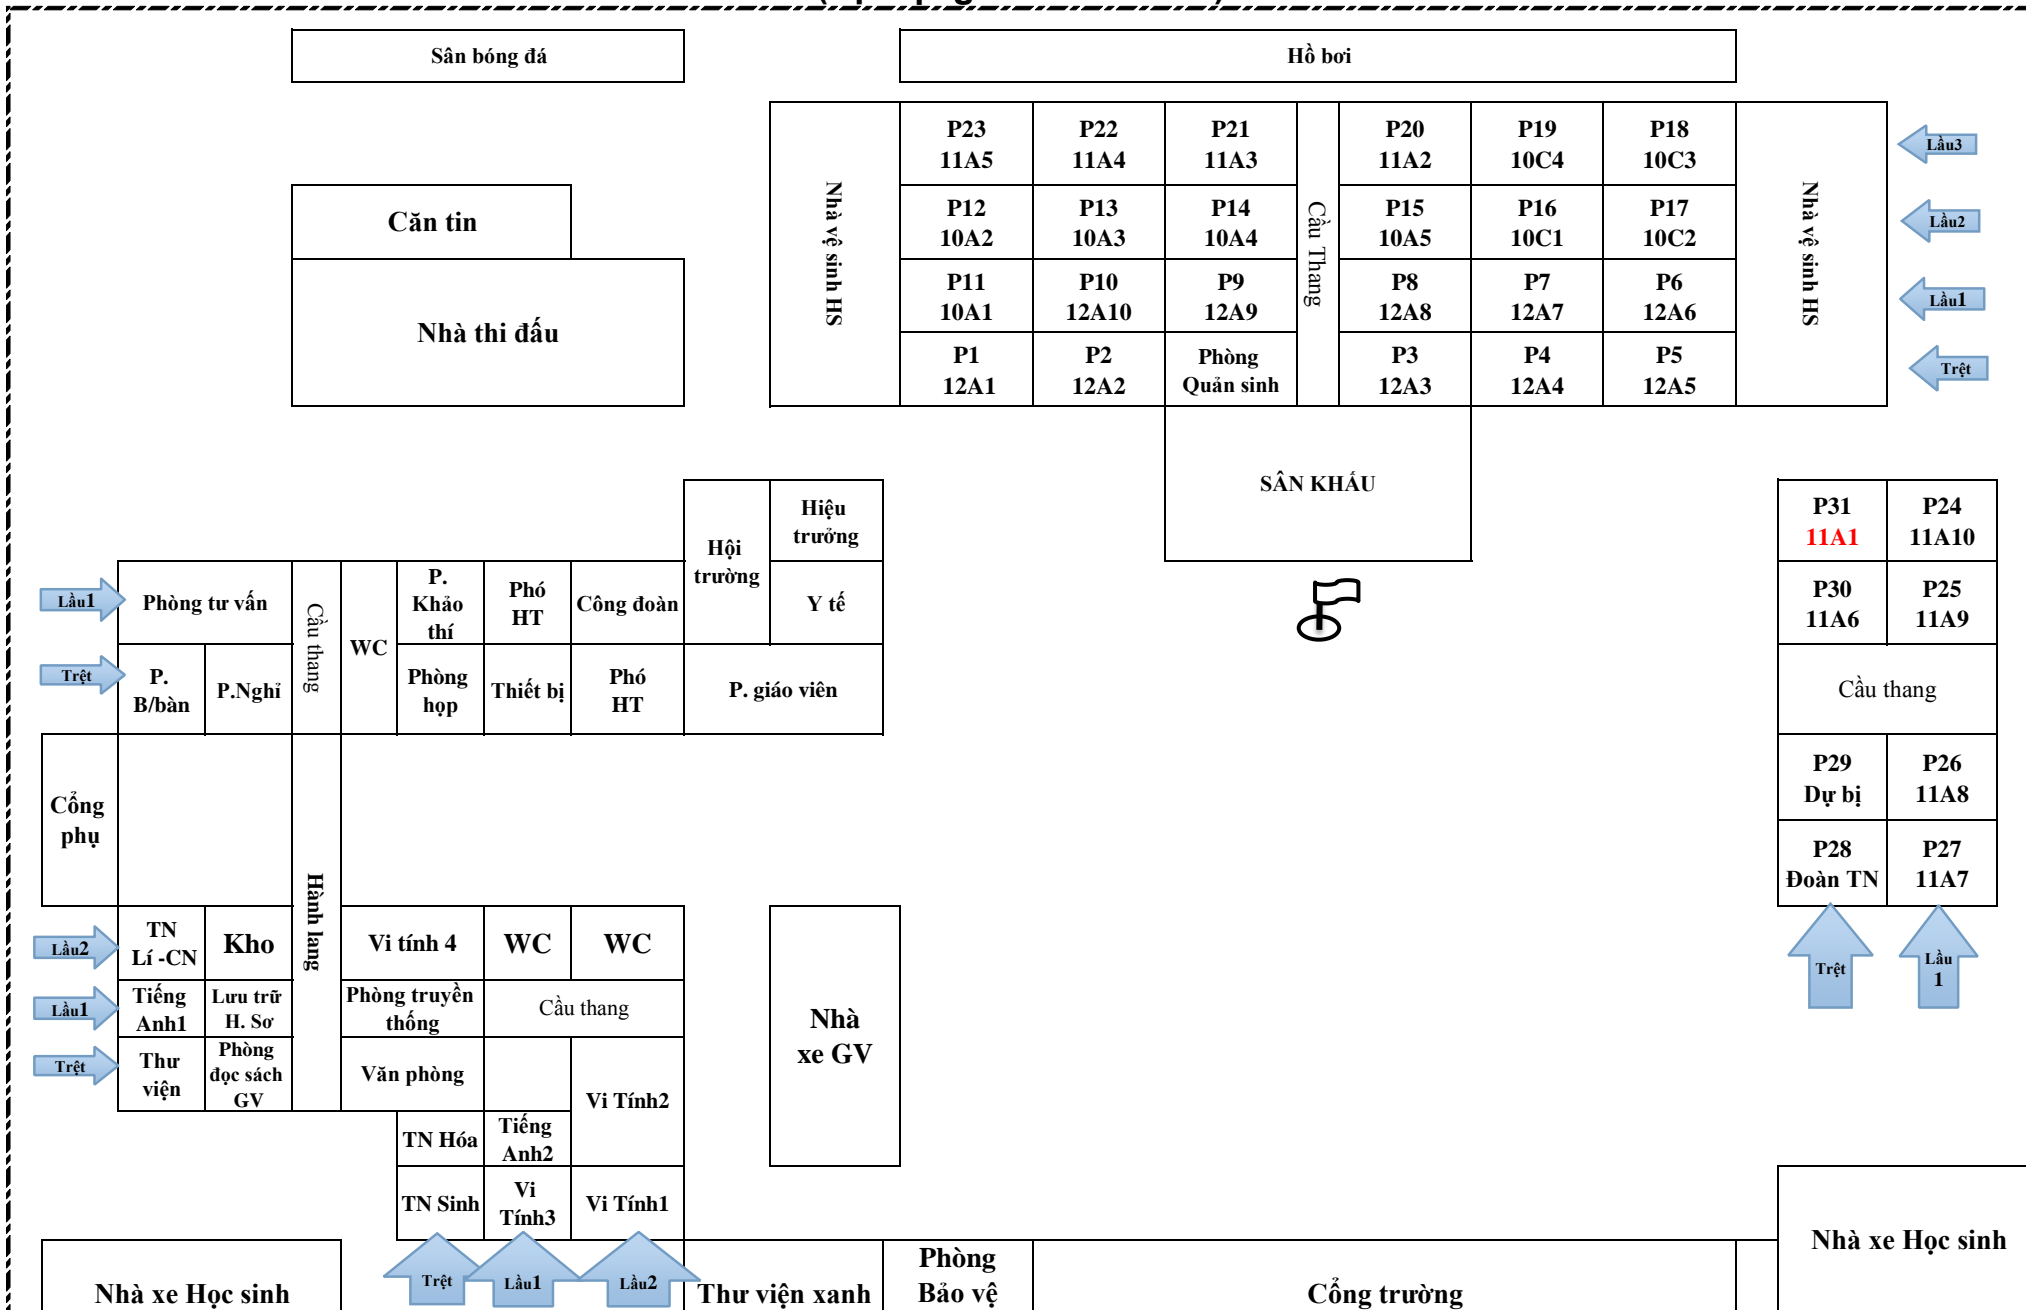 Sân bóng đá
Hồ bơi
P23
11A5
P22
11A4
P21
11A3
P20
11A2
P19
10C4
P18
10C3
Lầu3
Căn tin
P12
10A2
P13
10A3
P14
10A4
P15
10A5
P16
10C1
P17
10C2
Lầu2
Nhà vệ sinh HS
Cầu Thang
Nhà vệ sinh HS
Nhà thi đấu
P11
10A1
P10
12A10
P9
12A9
P8
12A8
P7
12A7
P6
12A6
Lầu1
P1
12A1
P2
12A2
Phòng
Quản sinh
P3
12A3
P4
12A4
P5
12A5
Trệt
SÂN KHẤU
Hội
trường
Hiệu
trưởng
P31
11A1
P24
11A10
Lầu1
Phòng tư vấn
Cầu thang
WC
P.
Khảo
thí
Phó
HT
Công đoàn
Y tế
P30
11A6
P25
11A9
Trệt
P.
B/bàn
P.Nghỉ
Phòng
họp
Thiết bị
Phó
HT
P. giáo viên
Cầu thang
Cổng
phụ
P29
Dự bị
P26
11A8
P28
Đoàn TN
P27
11A7
Hành lang
Lầu2
TN
Lí -CN
Kho
Vi tính 4
WC
WC
Trệt
Lầu
1
Lầu1
Tiếng
Anh1
Lưu trữ
H. Sơ
Phòng truyền
thống
Cầu thang
Nhà
xe GV
Trệt
Thư
viện
Phòng
đọc sách
GV
Văn phòng
Vi Tính2
TN Hóa
Tiếng
Anh2
TN Sinh
Vi
Tính3
Vi Tính1
Nhà xe Học sinh
Nhà xe Học sinh
Trệt
Lầu1
Lầu2
Thư viện xanh
Phòng
Bảo vệ
Cổng trường